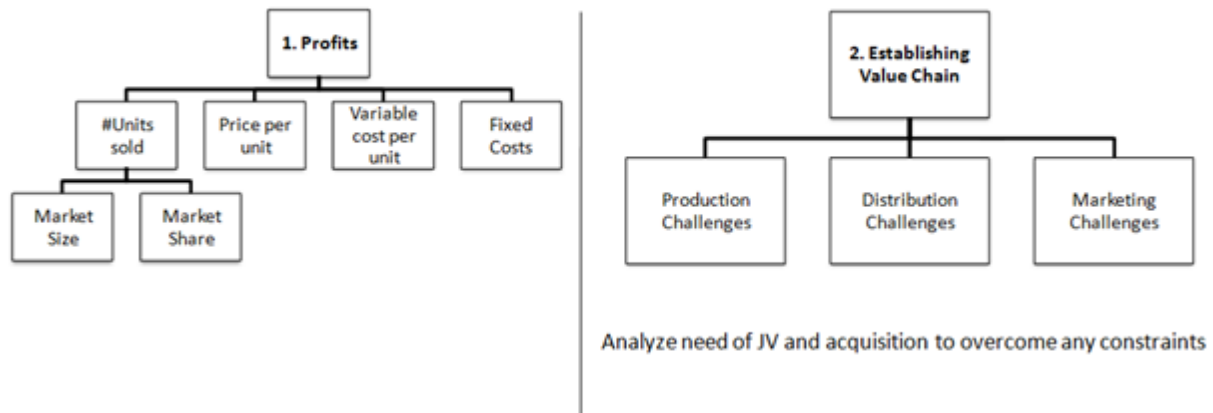 1. Profits
#Units
sold
Price per
unit
Variable
cost per
unit
Fixed
Costs
Market
Size
Market
Share
2. Establishing
Value Chain
Production
Challenges
Distribution
Challenges
Marketing
Challenges
Analyze need of JV and acquisition to overcome any constraints